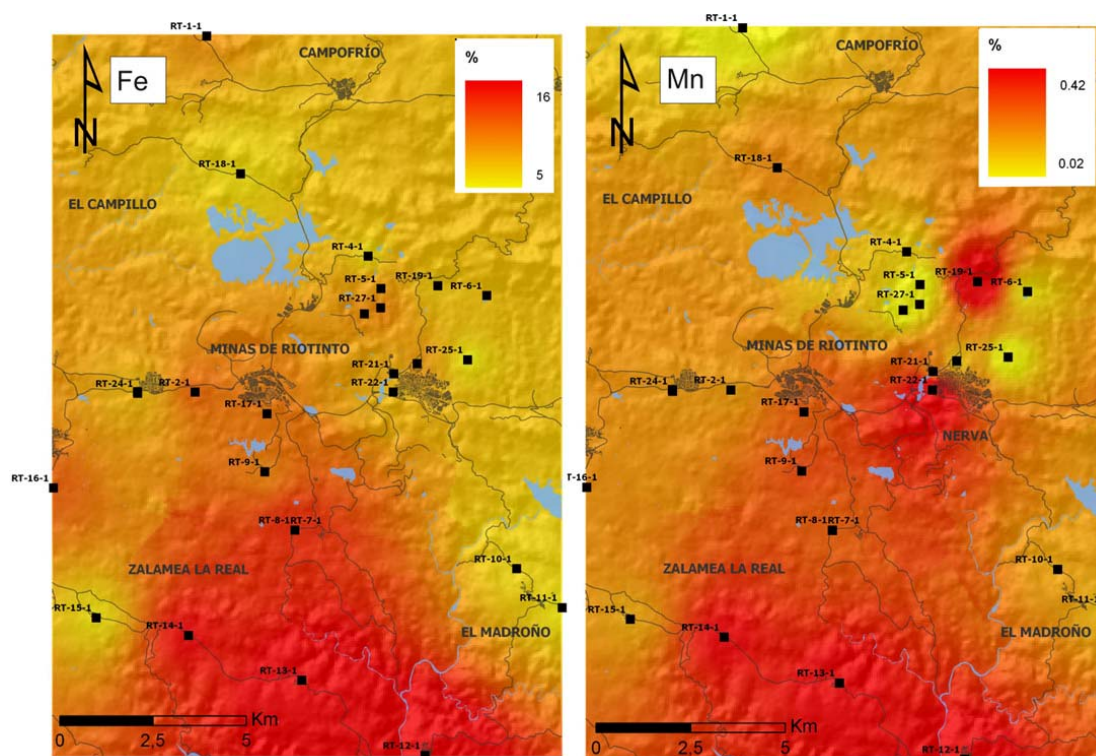 RT-1-1
CAMPOFRÍO
%
Fe
16
5
N
RT-18-1
EL CAMPILLO
RT-4-1
RT-5-1
RT-19-1
RT-6-1
RT-27-1
MINAS DE RIOTINTO
RT-25-1
RT-21-1
RT-24-1
RT-2-1
RT-22-1
RT-17-1
RT-9-1
RT-16-1
RT-8-1
RT-7-1
RT-10-1
ZALAMEA LA REAL
RT-11-1
RT-15-1
RT-14-1
EL MADROÑO
RT-13-1
Km
0
2,5
5
RT-12-1
RT-1-1
CAMPOFRÍO
%
Mn
0.42
0.02
N
RT-18-1
EL CAMPILLO
RT-4-1
RT-5-1
RT-19-1
RT-6-1
RT-27-1
MINAS DE RIOTINTO
RT-25-1
RT-21-1
RT-24-1
RT-2-1
RT-22-1
RT-17-1
NERVA
RT-9-1
T-16-1
RT-8-1
RT-7-1
RT-10-1
ZALAMEA LA REAL
RT-11-1
RT-15-1
RT-14-1
EL MADROÑO
RT-13-1
Km
0
2,5
5
RT-12-1